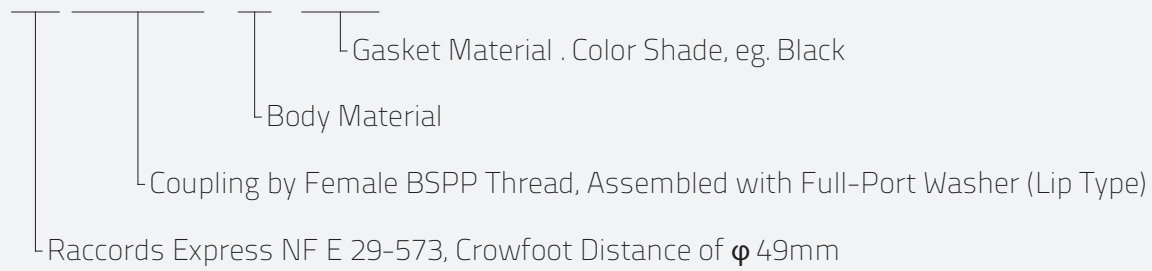 Gasket Material . Color Shade, eg. Black
Body Material
Coupling by Female BSPP Thread, Assembled with Full-Port Washer (Lip Type)
Raccords Express NF E 29-573, Crowfoot Distance of φ 49mm